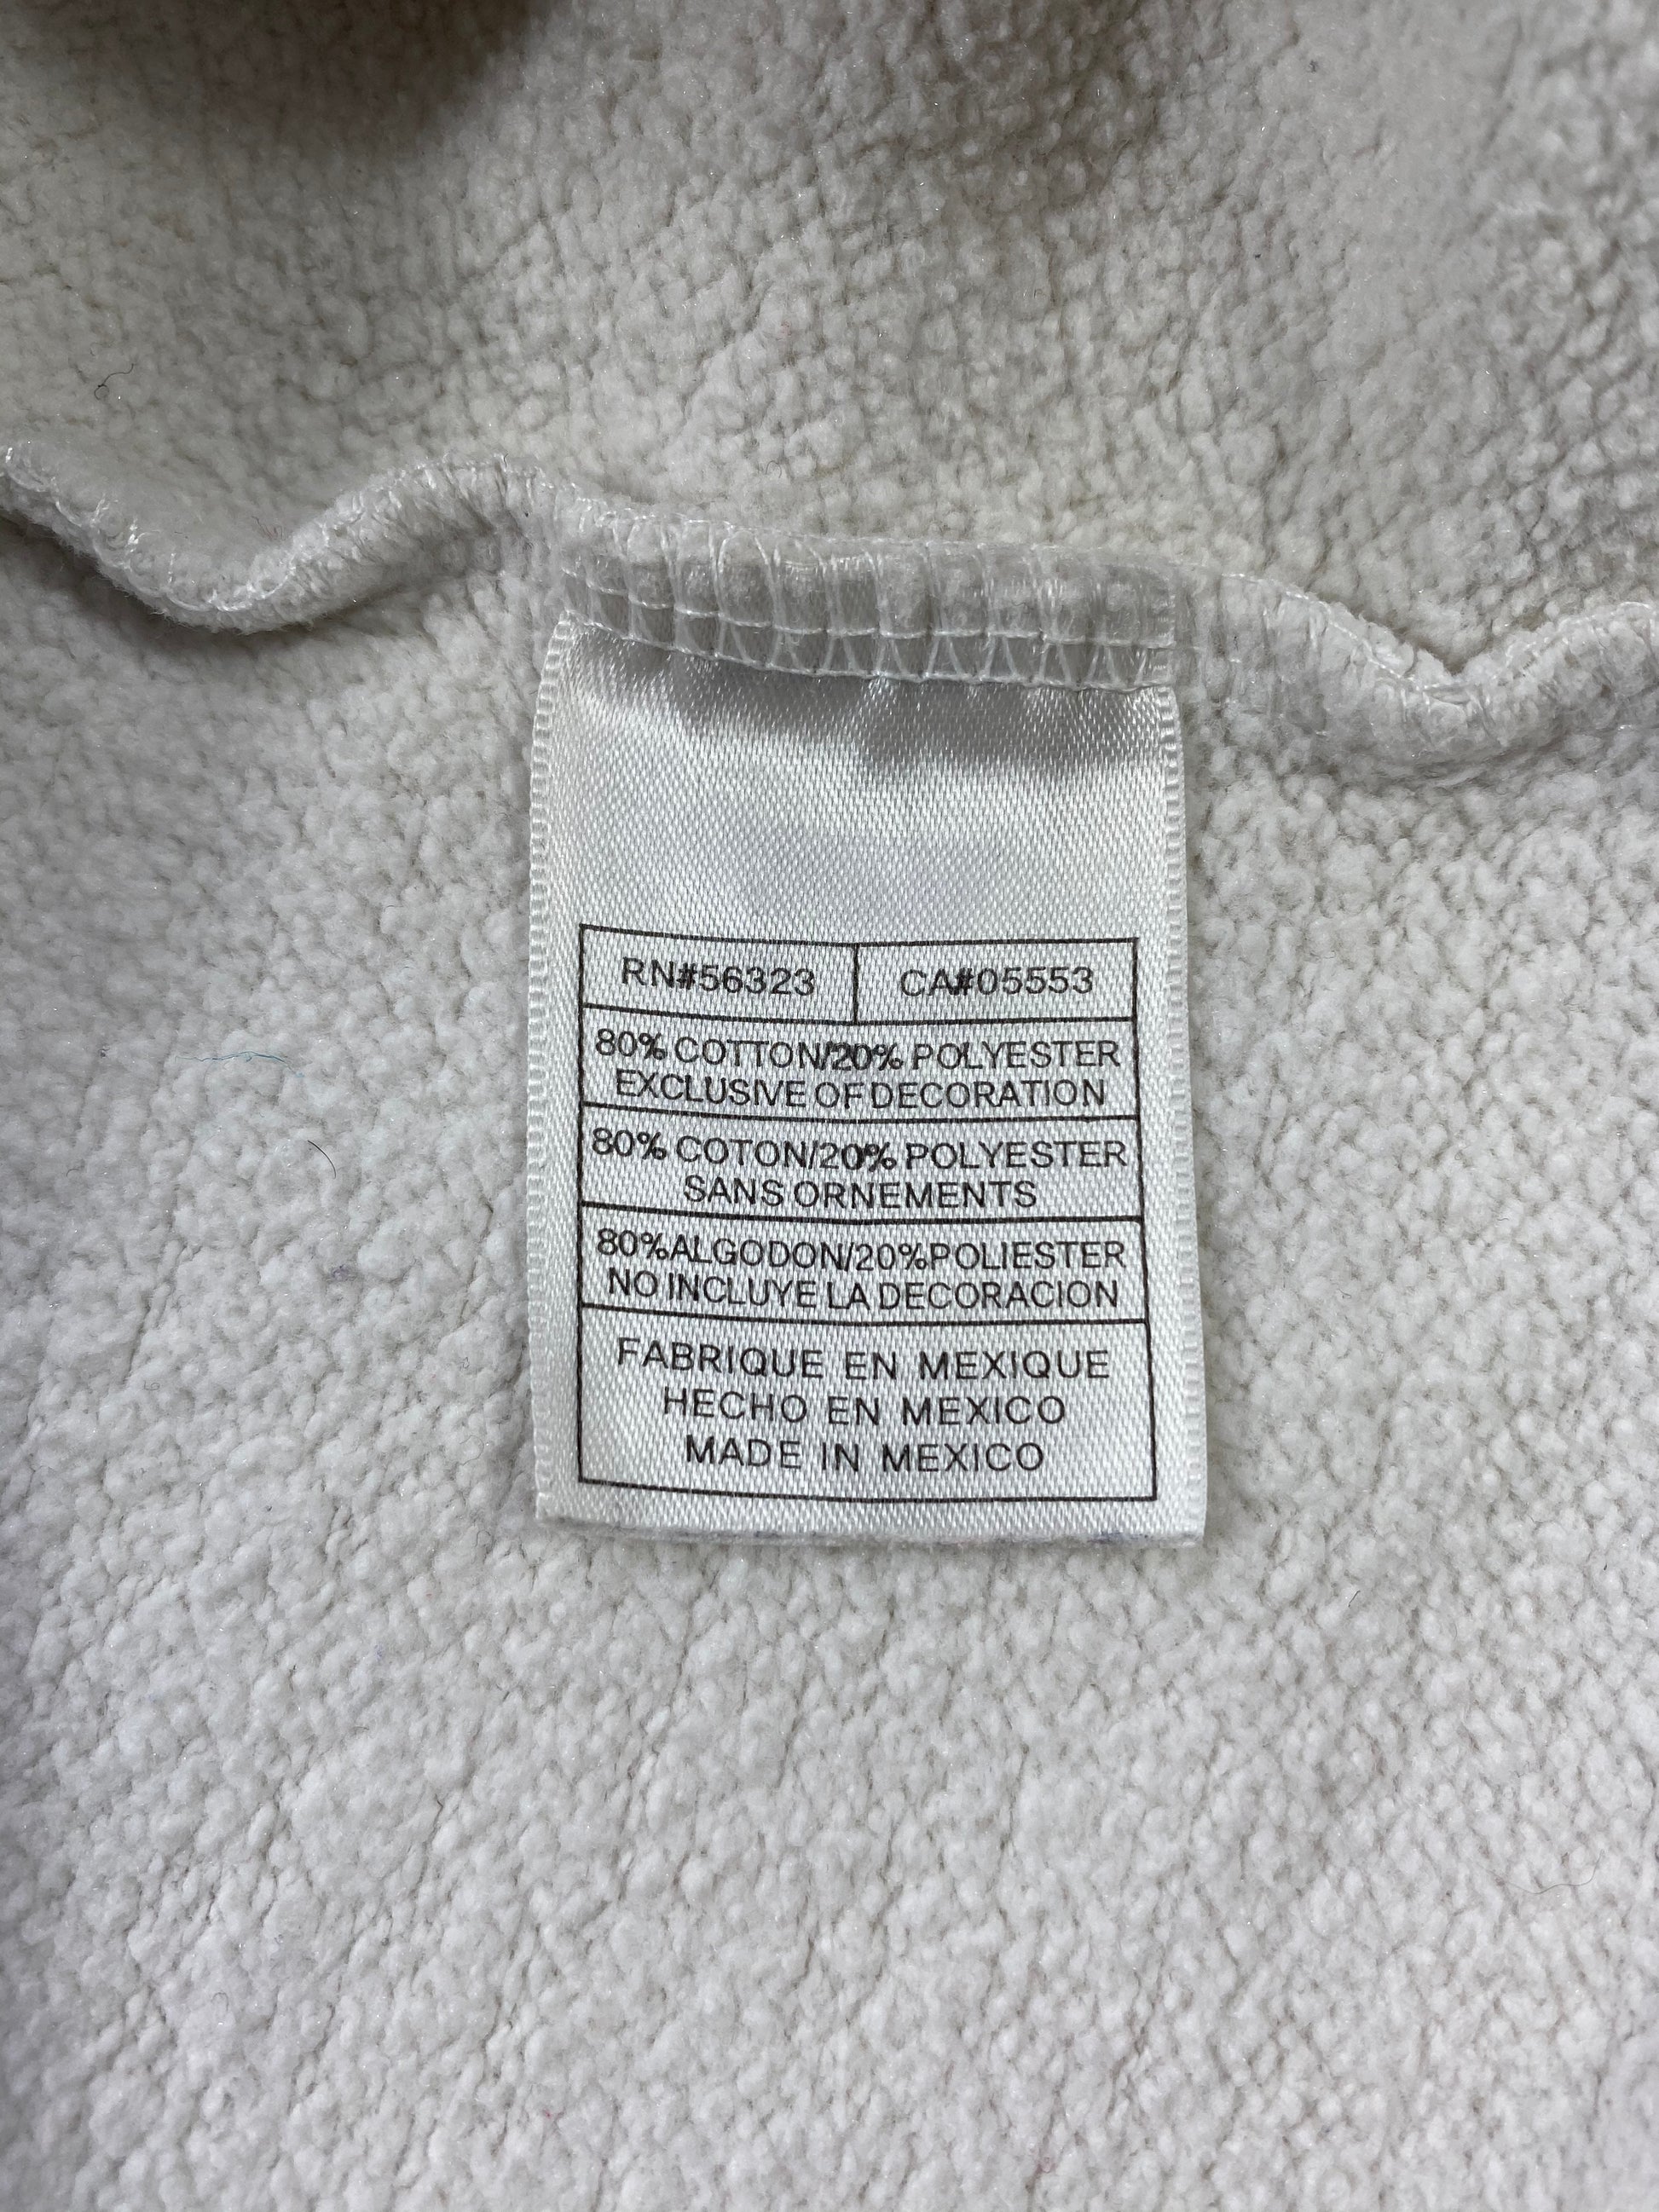 RN#56323 CA#05553
80% COTTON/20% POLYESTER
EXCLUSIVE OF DECORATION
80% COTON/20% POLYESTER
SANS ORNEMENTS
80% ALGODON/20% POLIESTER
NO INCLUYE LA DECORACION
FABRIQUE EN MEXIQUE
HECHO EN MEXICO
MADE IN MEXICO